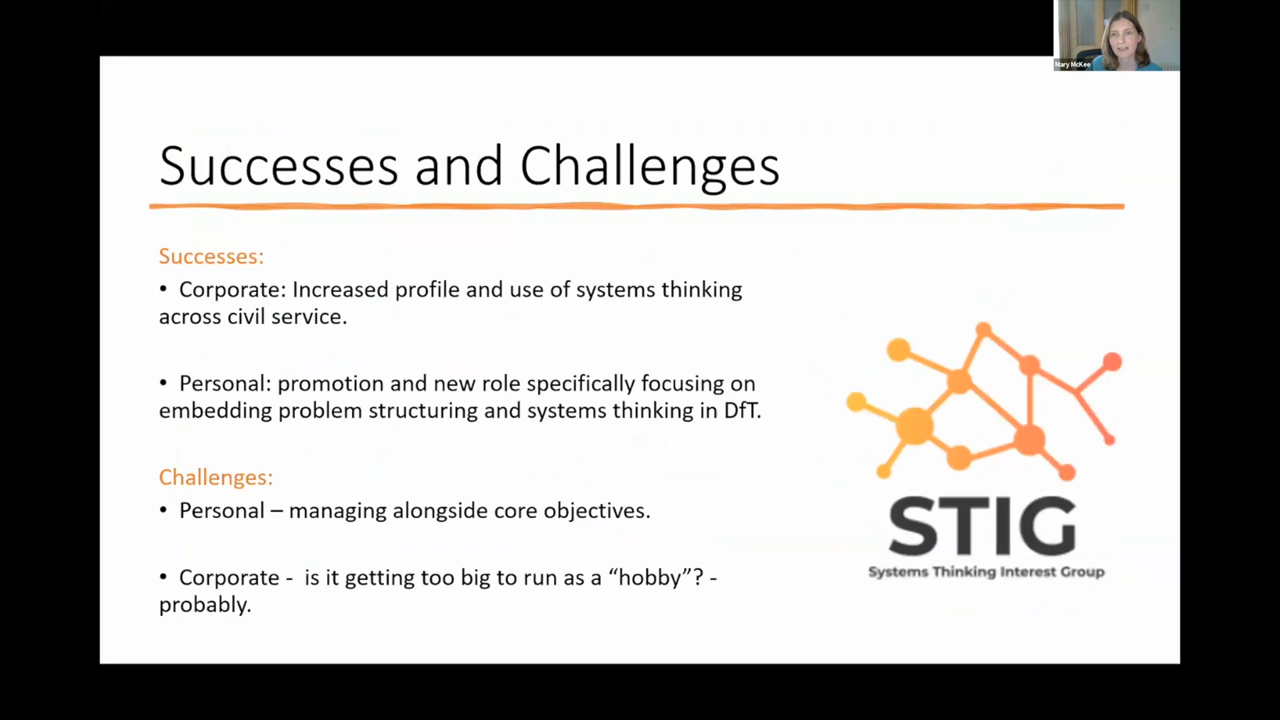 Mary McKee
Successes and Challenges
Successes:
• Corporate: Increased profile and use of systems thinking
across civil service.
• Personal: promotion and new role specifically focusing on
embedding problem structuring and systems thinking in DfT.
Challenges:
• Personal – managing alongside core objectives.
• Corporate -  is it getting too big to run as a “hobby”? -
probably.
STIG
Systems Thinking Interest Group